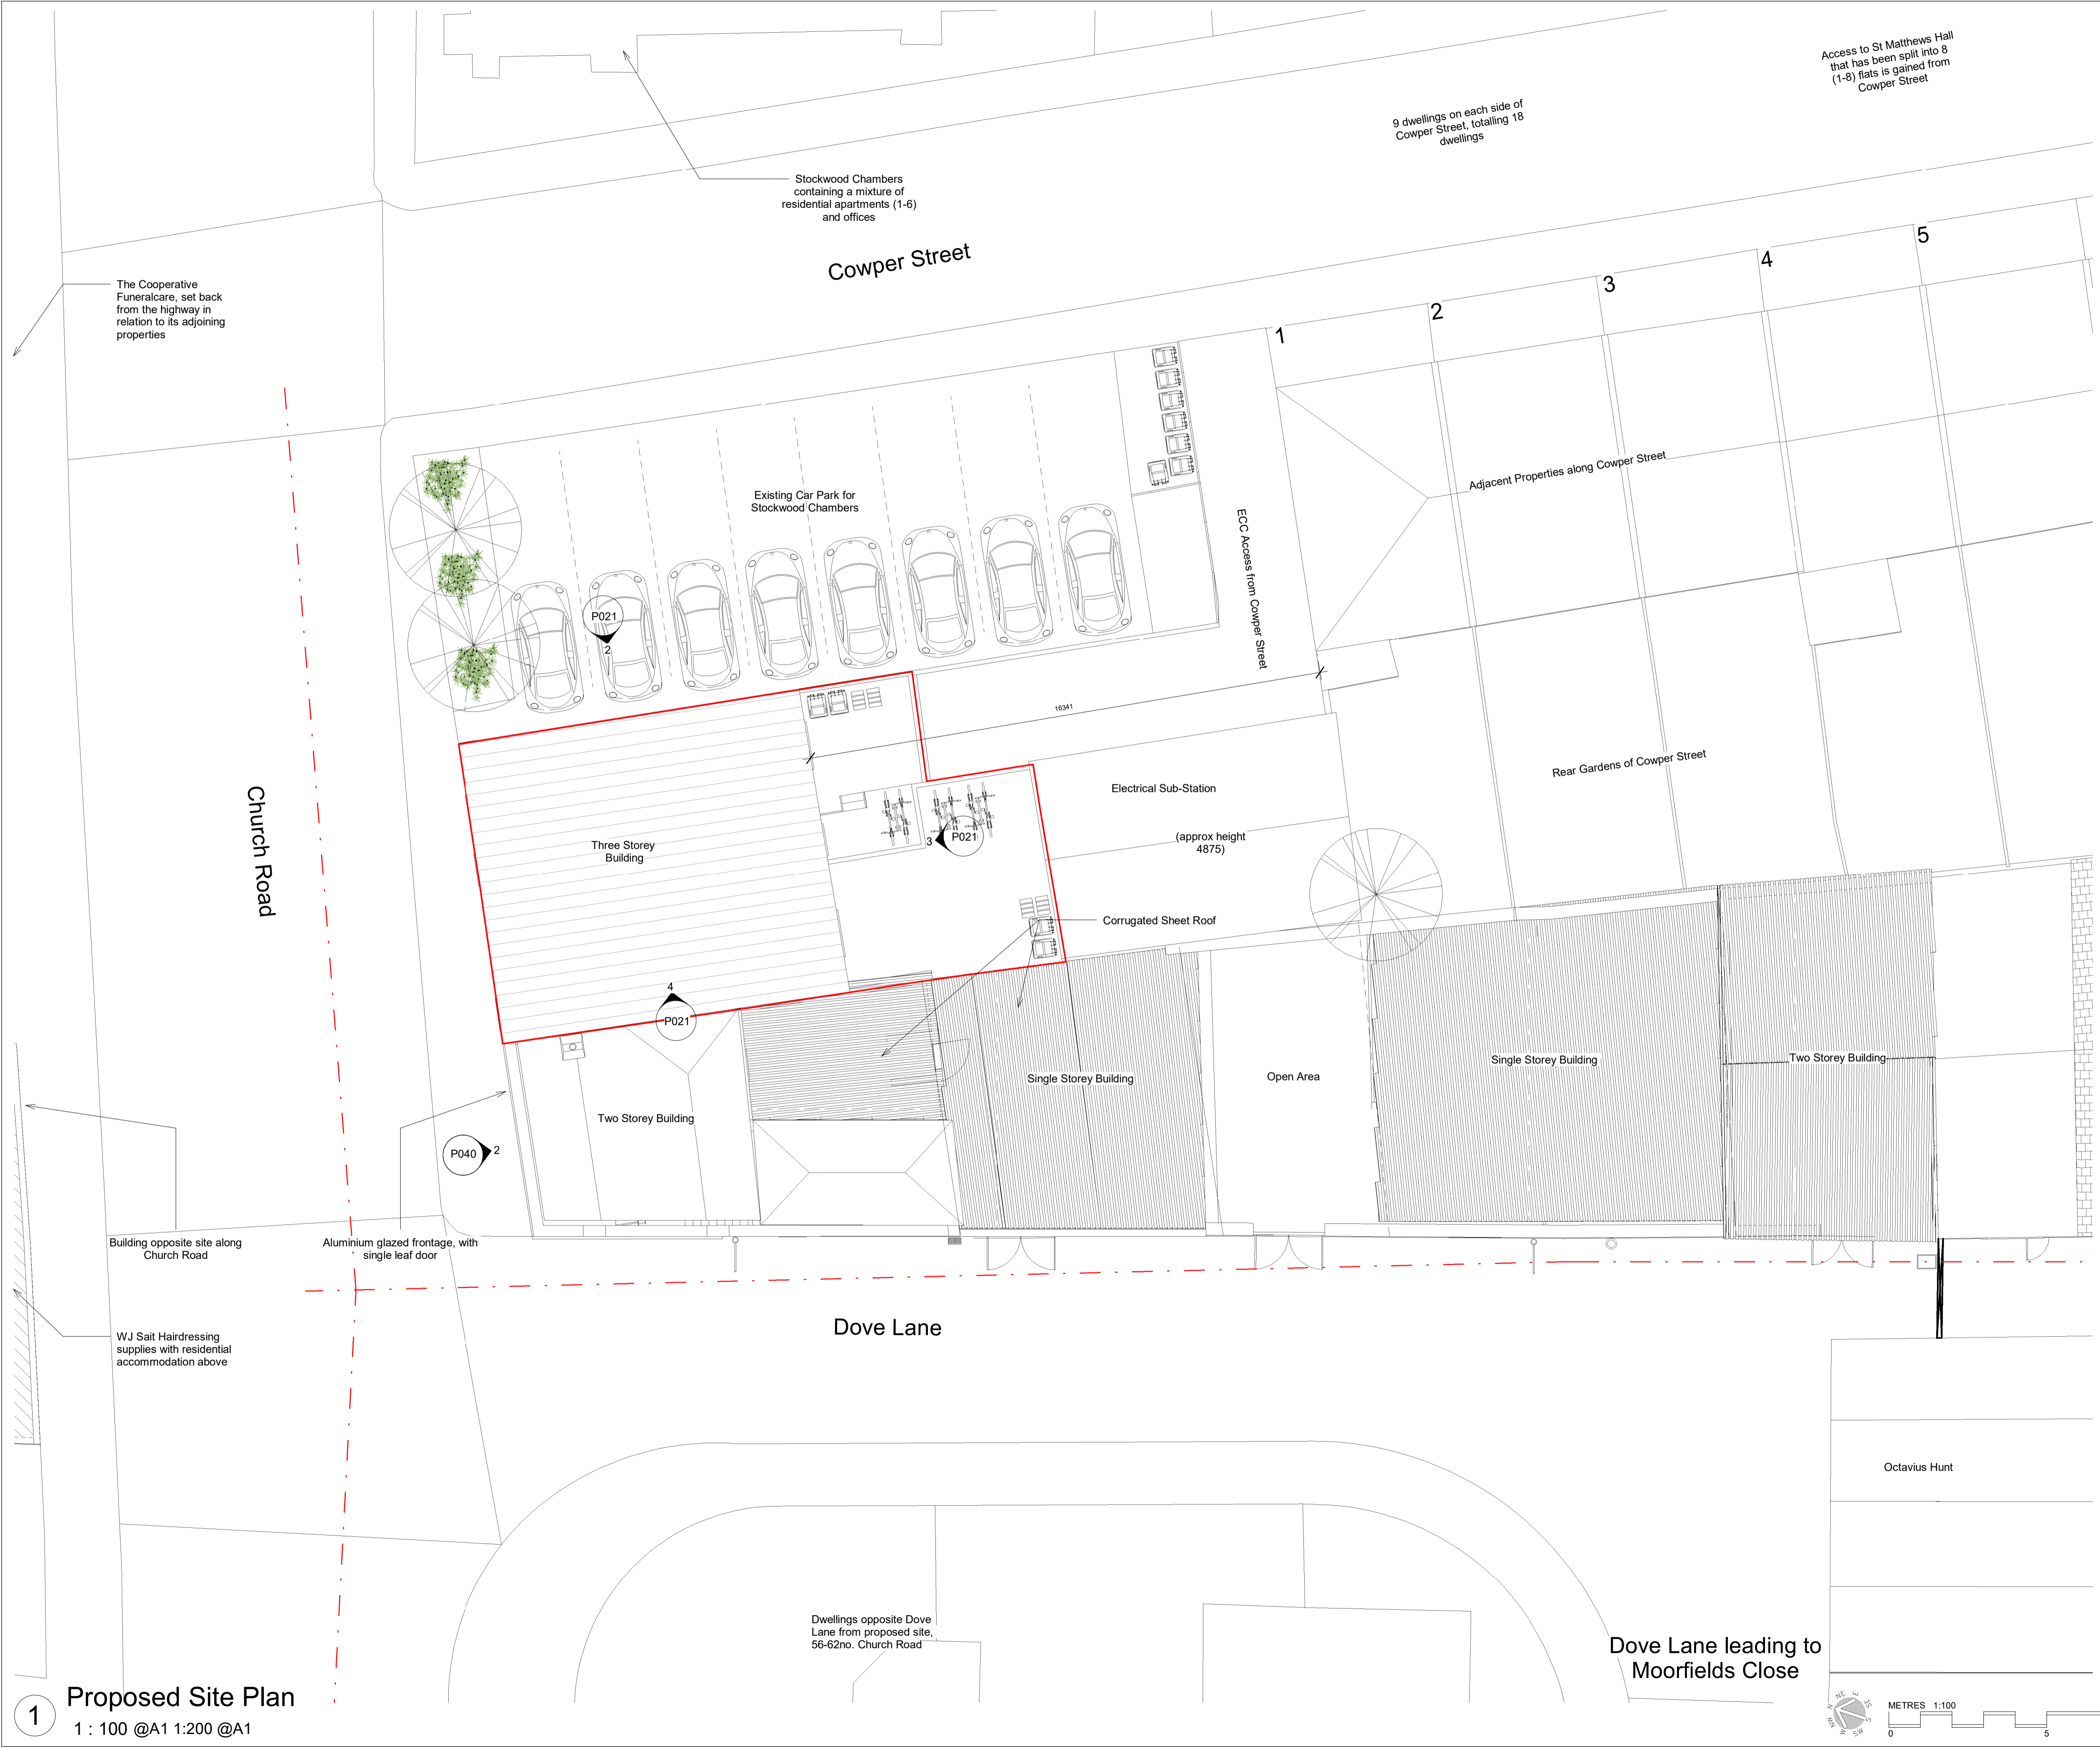 Access to St Matthews Hall
that has been split into 8
(1-8) flats is gained from
Cowper Street
9 dwellings on each side of
Cowper Street, totalling 18
dwellings
Stockwood Chambers
containing a mixture of
residential apartments (1-6)
and offices
Cowper Street
The Cooperative
Funeralcare, set back
from the highway in
relation to its adjoining
properties
1
2
3
4
5
Existing Car Park for
Stockwood Chambers
Adjacent Properties along Cowper Street
ECC Access from Cowper Street
P021
2
16341
Rear Gardens of Cowper Street
Electrical Sub-Station
(approx height
4875)
Church Road
Three Storey
Building
3
P021
Corrugated Sheet Roof
4
P021
Single Storey Building
Two Storey Building
Open Area
Single Storey Building
Two Storey Building
P040
2
Building opposite site along
Church Road
Aluminium glazed frontage, with
single leaf door
Dove Lane
WJ Sait Hairdressing
supplies with residential
accommodation above
Octavius Hunt
Dwellings opposite Dove
Lane from proposed site,
56-62no. Church Road
Dove Lane leading to
Moorfields Close
1
Proposed Site Plan
1 : 100 @A1 1:200 @A1
N
NE
E
SE
S
SW
W
NW
METRES 1:100
0
5